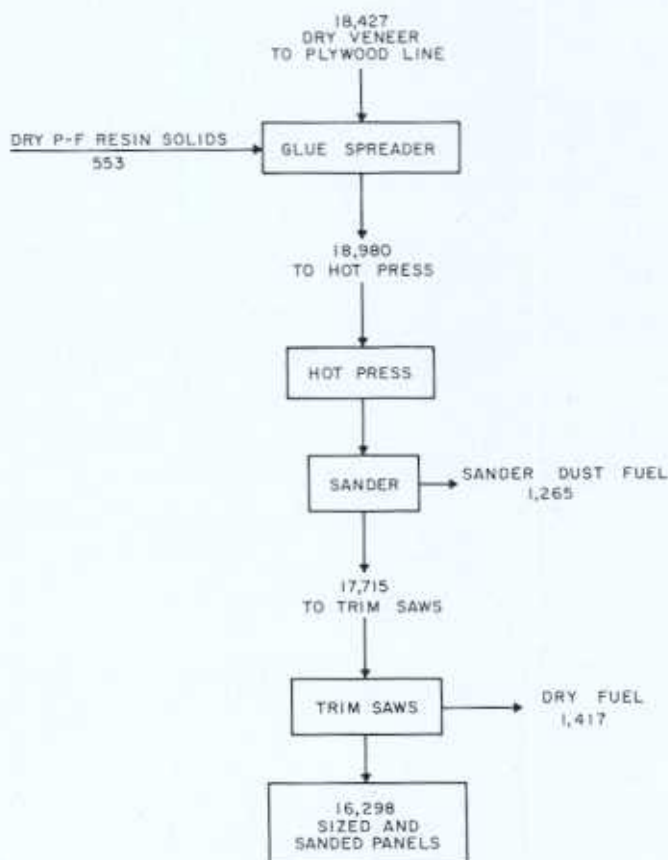 18,427
DRY VENEER
TO PLYWOOD LINE
DRY P-F RESIN SOLIDS
553
GLUE SPREADER
18,980
TO HOT PRESS
HOT PRESS
SANDER
SANDER DUST FUEL
1,265
17,715
TO TRIM SAWS
TRIM SAWS
DRY FUEL
1,417
16,298
SIZED AND
SANDED PANELS